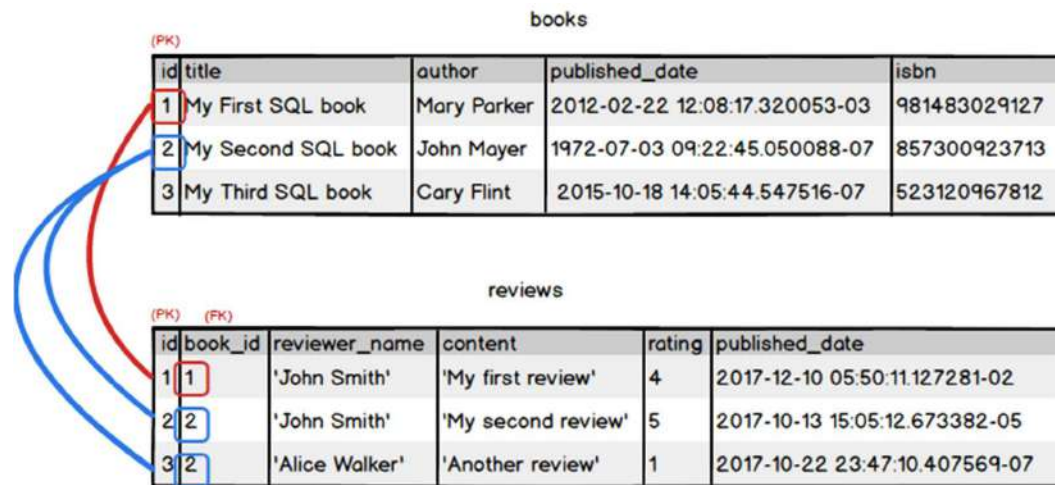 books
(PK)
id title author published_date isbn
1 My First SQL book Mary Parker 2012-02-22 12:08:17.320053-03 981483029127
2 My Second SQL book John Mayer 1972-07-03 09:22:45.050088-07 857300923713
3 My Third SQL book Cary Flint 2015-10-18 14:05:44.547516-07 523120967812
reviews
(PK) (FK)
id book_id reviewer_name content rating published_date
1 1 'John Smith' 'My first review' 4 2017-12-10 05:50:11.127281-02
2 2 'John Smith' 'My second review' 5 2017-10-13 15:05:12.673382-05
3 2 'Alice Walker' 'Another review' 1 2017-10-22 23:47:10.407569-07